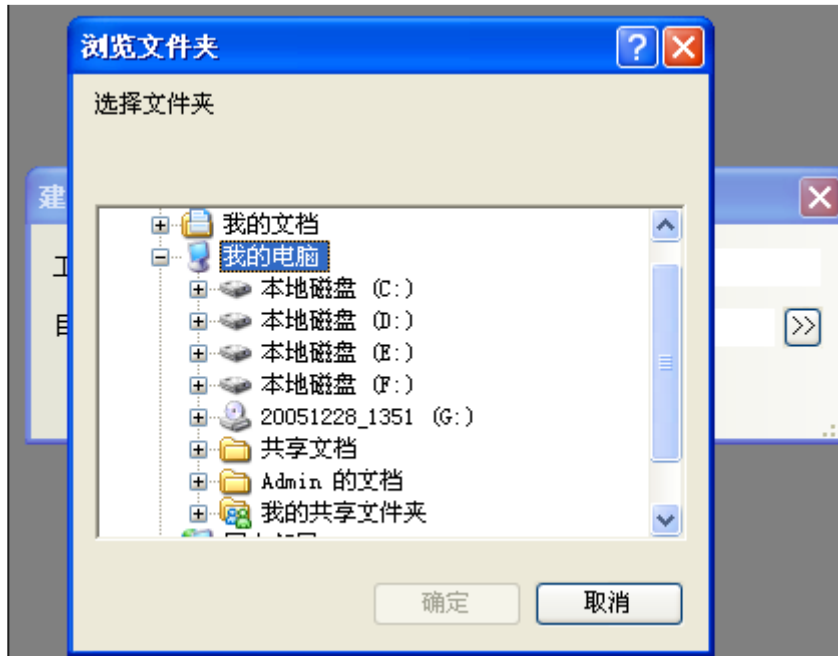 浏览文件夹
选择文件夹
建
我的文档
我的电脑
本地磁盘 (C:)
本地磁盘 (D:)
本地磁盘 (E:)
本地磁盘 (F:)
20051228_1351 (G:)
共享文档
Admin 的文档
我的共享文件夹
确定
取消